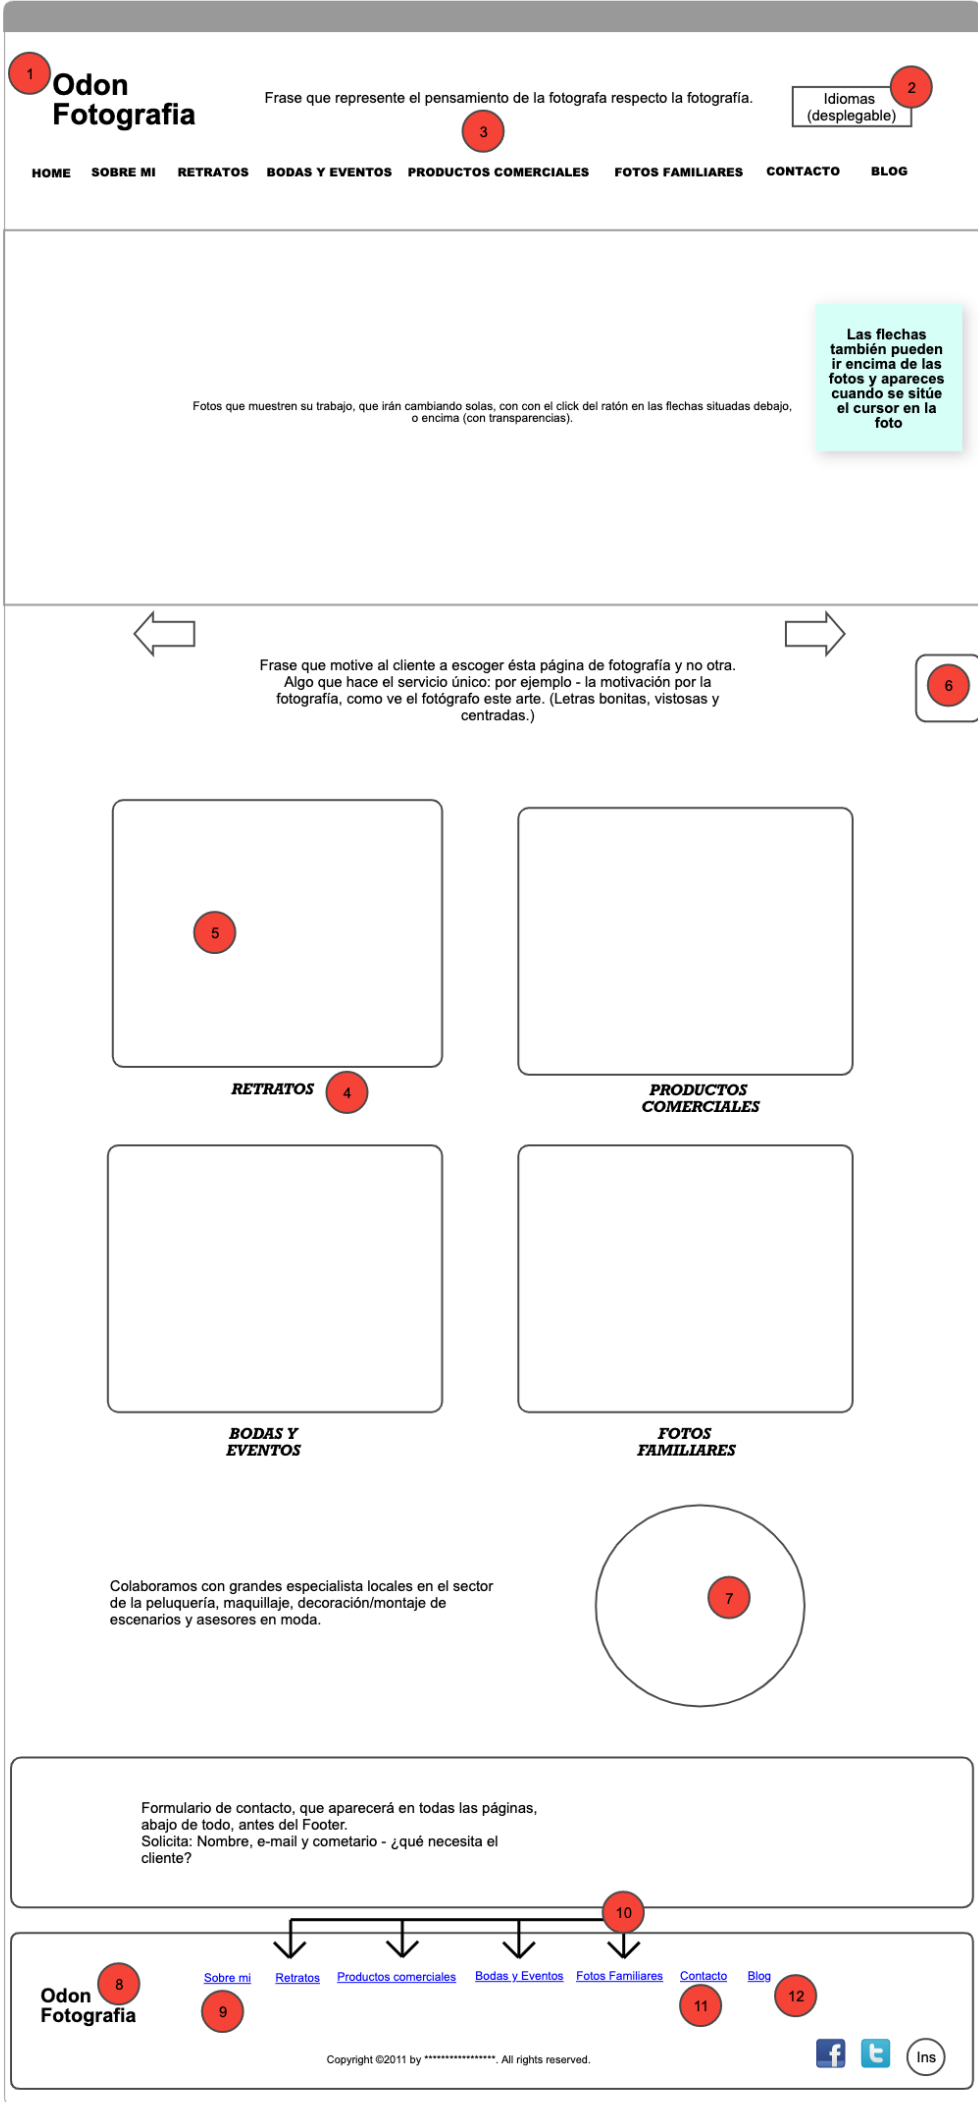 1
Odon
Fotografia
Frase que represente el pensamiento de la fotografa respecto la fotografía.
3
Idiomas
(desplegable)
2
HOME SOBRE MI RETRATOS BODAS Y EVENTOS PRODUCTOS COMERCIALES FOTOS FAMILIARES CONTACTO BLOG
Fotos que muestren su trabajo, que irán cambiando solas, con con el click del ratón en las flechas situadas debajo,
o encima (con transparencias).
Las flechas
también pueden
ir encima de las
fotos y apareces
cuando se sitúe
el cursor en la
foto
Frase que motive al cliente a escoger ésta página de fotografía y no otra.
Algo que hace el servicio único: por ejemplo - la motivación por la
fotografía, como ve el fotógrafo este arte. (Letras bonitas, vistosas y
centradas.)
6
5
RETRATOS
4
PRODUCTOS
COMERCIALES
BODAS Y
EVENTOS
FOTOS
FAMILIARES
Colaboramos con grandes especialista locales en el sector
de la peluquería, maquillaje, decoración/montaje de
escenarios y asesores en moda.
7
Formulario de contacto, que aparecerá en todas las páginas,
abajo de todo, antes del Footer.
Solicita: Nombre, e-mail y cometario - ¿qué necesita el
cliente?
10
8
Odon
Fotografia
Sobre mi Retratos Productos comerciales Bodas y Eventos Fotos Familiares Contacto Blog
9
11
12
Copyright ©2011 by *****************. All rights reserved.
f
t
Ins